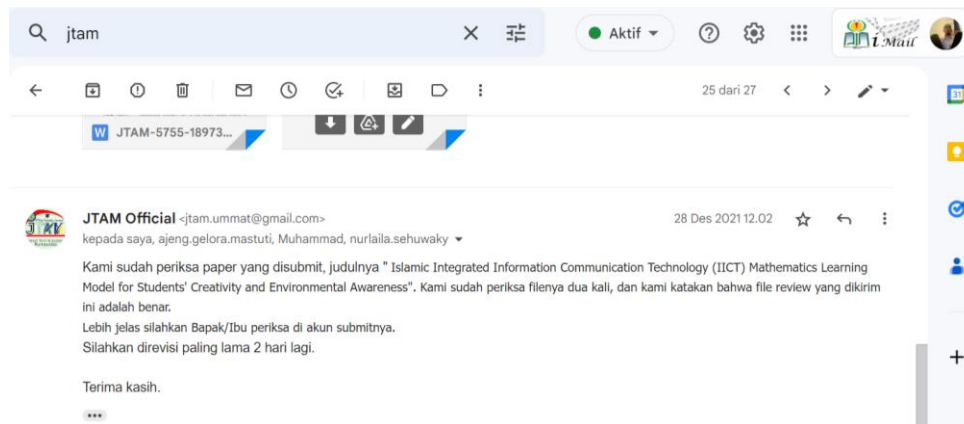 jtam
Aktif
i Mail
25 dari 27
31
W JTAM-5755-18973...
JTAM Official <jtam.ummat@gmail.com>
28 Des 2021 12.02
kepada saya, ajeng.gelora.mastuti, Muhammad, nurlaila.sehuwaky
Kami sudah periksa paper yang disubmit, judulnya " Islamic Integrated Information Communication Technology (IICT) Mathematics Learning
Model for Students' Creativity and Environmental Awareness". Kami sudah periksa filenya dua kali, dan kami katakan bahwa file review yang dikirim
ini adalah benar.
Lebih jelas silahkan Bapak/Ibu periksa di akun submitnya.
Silahkan direvisi paling lama 2 hari lagi.
Terima kasih.